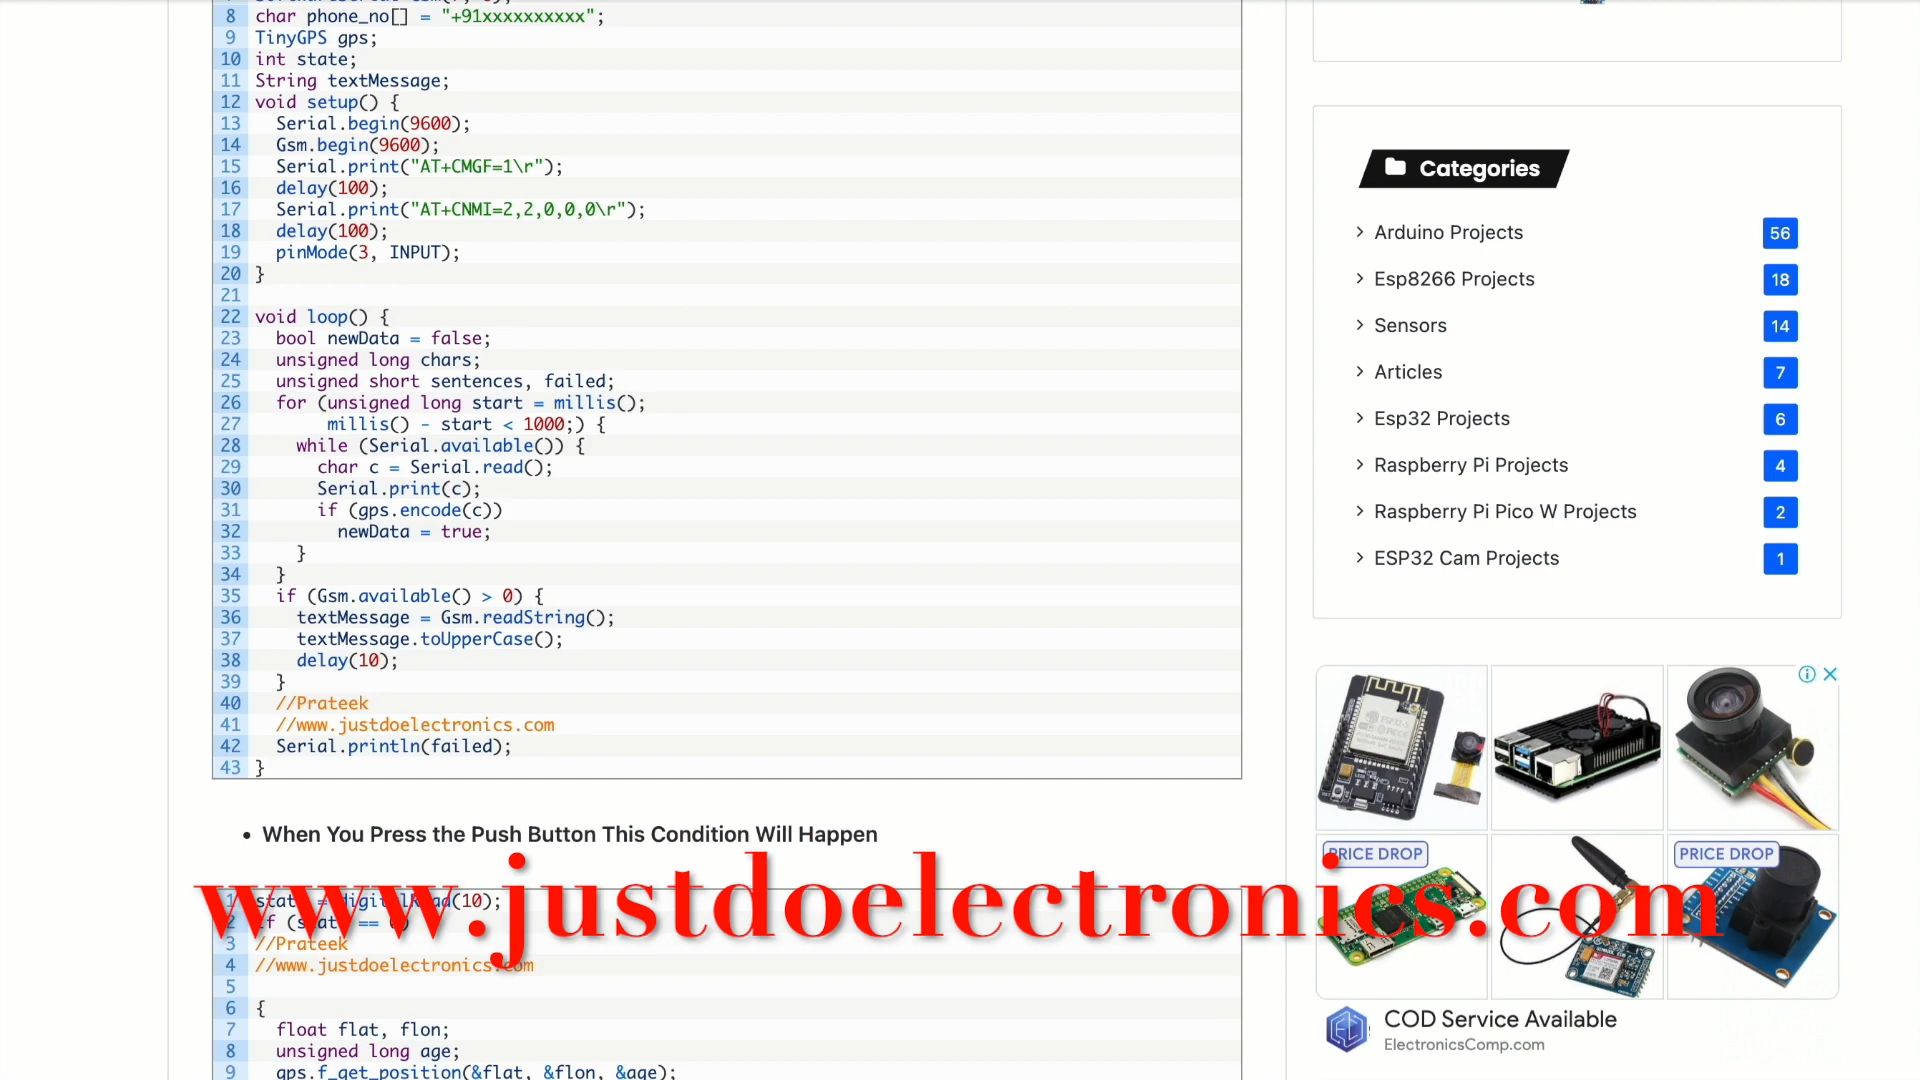 8 char phone_no[] = "+91xxxxxxxxxx";
9 TinyGPS gps;
10 int state;
11 String textMessage;
12 void setup() {
13 Serial.begin(9600);
14 Gsm.begin(9600);
15 Serial.print("AT+CMGF=1\r");
16 delay(100);
17 Serial.print("AT+CNMI=2,2,0,0,0\r");
18 delay(100);
19 pinMode(3, INPUT);
20 }
21
22 void loop() {
23 bool newData = false;
24 unsigned long chars;
25 unsigned short sentences, failed;
26 for (unsigned long start = millis();
27 millis() - start < 1000;) {
28 while (Serial.available()) {
29 char c = Serial.read();
30 Serial.print(c);
31 if (gps.encode(c))
32 newData = true;
33 }
34 }
35 if (Gsm.available() > 0) {
36 textMessage = Gsm.readString();
37 textMessage.toUpperCase();
38 delay(10);
39 }
40 //Prateek
41 //www.justdoelectronics.com
42 Serial.println(failed);
43 }
• When You Press the Push Button This Condition Will Happen
www.justdoelectronics.com
3 //Prateek
4 //www.justdoelectronics.com
5
6 {
7 float flat, flon;
8 unsigned long age;
9 gps.f_get_position(&flat, &flon, &age);
Categories
Arduino Projects 56
Esp8266 Projects 18
Sensors 14
Articles 7
Esp32 Projects 6
Raspberry Pi Projects 4
Raspberry Pi Pico W Projects 2
ESP32 Cam Projects 1
PRICE DROP
PRICE DROP
COD Service Available
ElectronicsComp.com